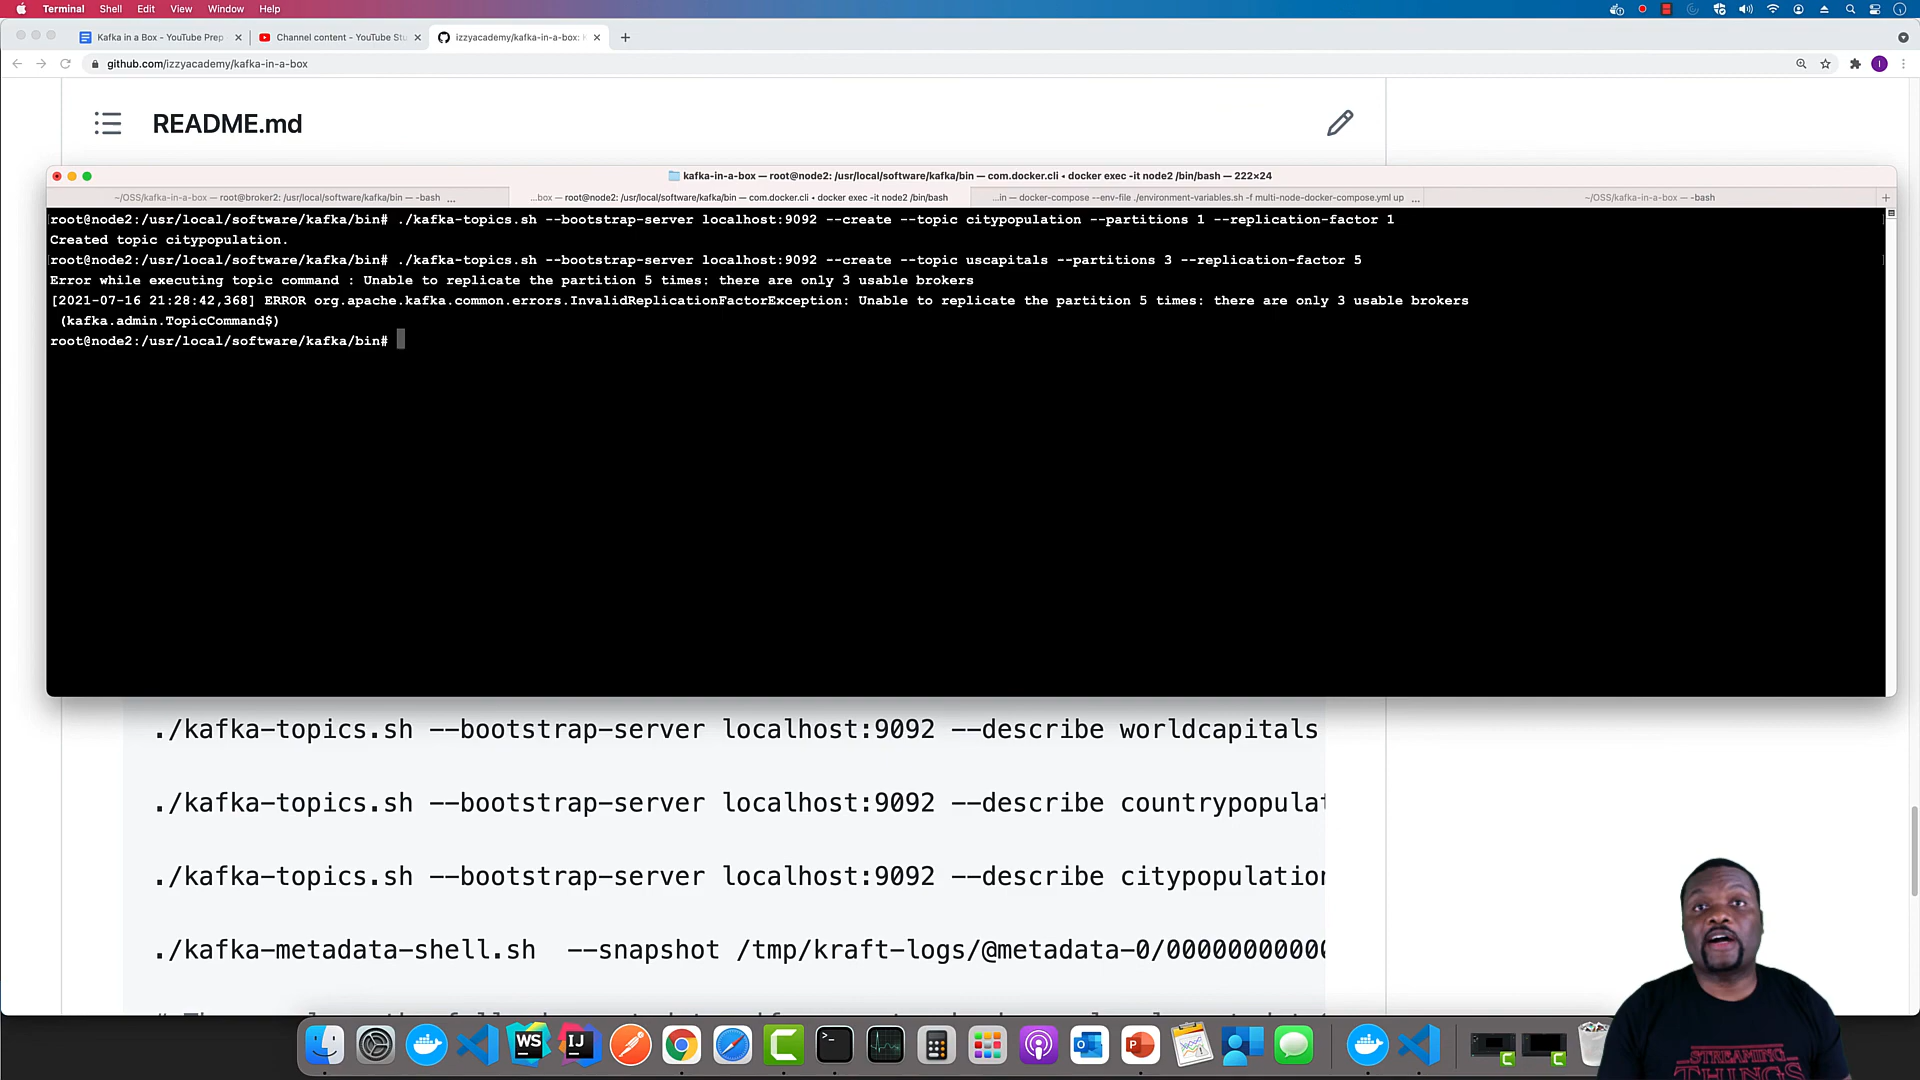 Terminal Shell Edit View Window Help
Kafka in a Box - YouTube Prep
Channel content - YouTube Stu
izzyacademy/kafka-in-a-box: K
github.com/izzyacademy/kafka-in-a-box
I
README.md
kafka-in-a-box — root@node2: /usr/local/software/kafka/bin — com.docker.cli • docker exec -it node2 /bin/bash — 222×24
~/OSS/kafka-in-a-box — root@broker2: /usr/local/software/kafka/bin — -bash ...
...box — root@node2: /usr/local/software/kafka/bin — com.docker.cli • docker exec -it node2 /bin/bash
...in — docker-compose --env-file ./environment-variables.sh -f multi-node-docker-compose.yml up ...
~/OSS/kafka-in-a-box — -bash
root@node2:/usr/local/software/kafka/bin# ./kafka-topics.sh --bootstrap-server localhost:9092 --create --topic citypopulation --partitions 1 --replication-factor 1
Created topic citypopulation.
root@node2:/usr/local/software/kafka/bin# ./kafka-topics.sh --bootstrap-server localhost:9092 --create --topic uscapitals --partitions 3 --replication-factor 5
Error while executing topic command : Unable to replicate the partition 5 times: there are only 3 usable brokers
[2021-07-16 21:28:42,368] ERROR org.apache.kafka.common.errors.InvalidReplicationFactorException: Unable to replicate the partition 5 times: there are only 3 usable brokers
(kafka.admin.TopicCommand$)
root@node2:/usr/local/software/kafka/bin#
./kafka-topics.sh --bootstrap-server localhost:9092 --describe worldcapitals
./kafka-topics.sh --bootstrap-server localhost:9092 --describe countrypopulat
./kafka-topics.sh --bootstrap-server localhost:9092 --describe citypopulation
./kafka-metadata-shell.sh --snapshot /tmp/kraft-logs/@metadata-0/00000000000
WS
IJ
STREAMING
THINGS